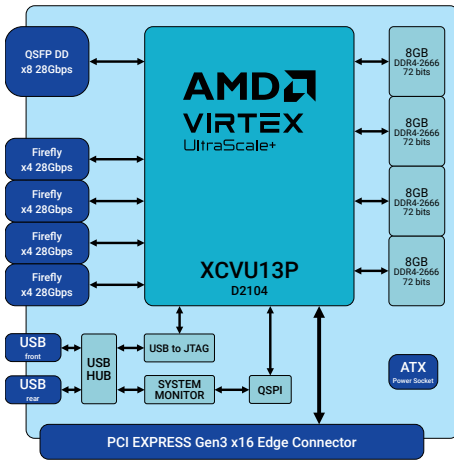 QSFP DD
x8 28Gbps
Firefly
x4 28Gbps
Firefly
x4 28Gbps
Firefly
x4 28Gbps
Firefly
x4 28Gbps
AMD
VIRTEX
UltraScale+
XCVU13P
D2104
8GB
DDR4-2666
72 bits
8GB
DDR4-2666
72 bits
8GB
DDR4-2666
72 bits
8GB
DDR4-2666
72 bits
USB
front
USB
rear
USB
HUB
USB to JTAG
SYSTEM
MONITOR
QSPI
ATX
Power Socket
PCI EXPRESS Gen3 x16 Edge Connector